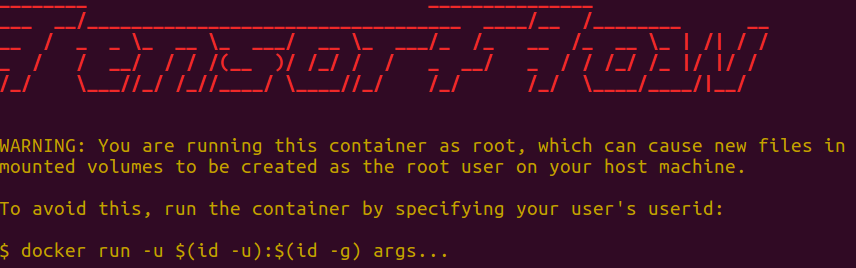 TensorFlow
WARNING: You are running this container as root, which can cause new files in
mounted volumes to be created as the root user on your host machine.
To avoid this, run the container by specifying your user's userid:
$ docker run -u $(id -u):$(id -g) args...